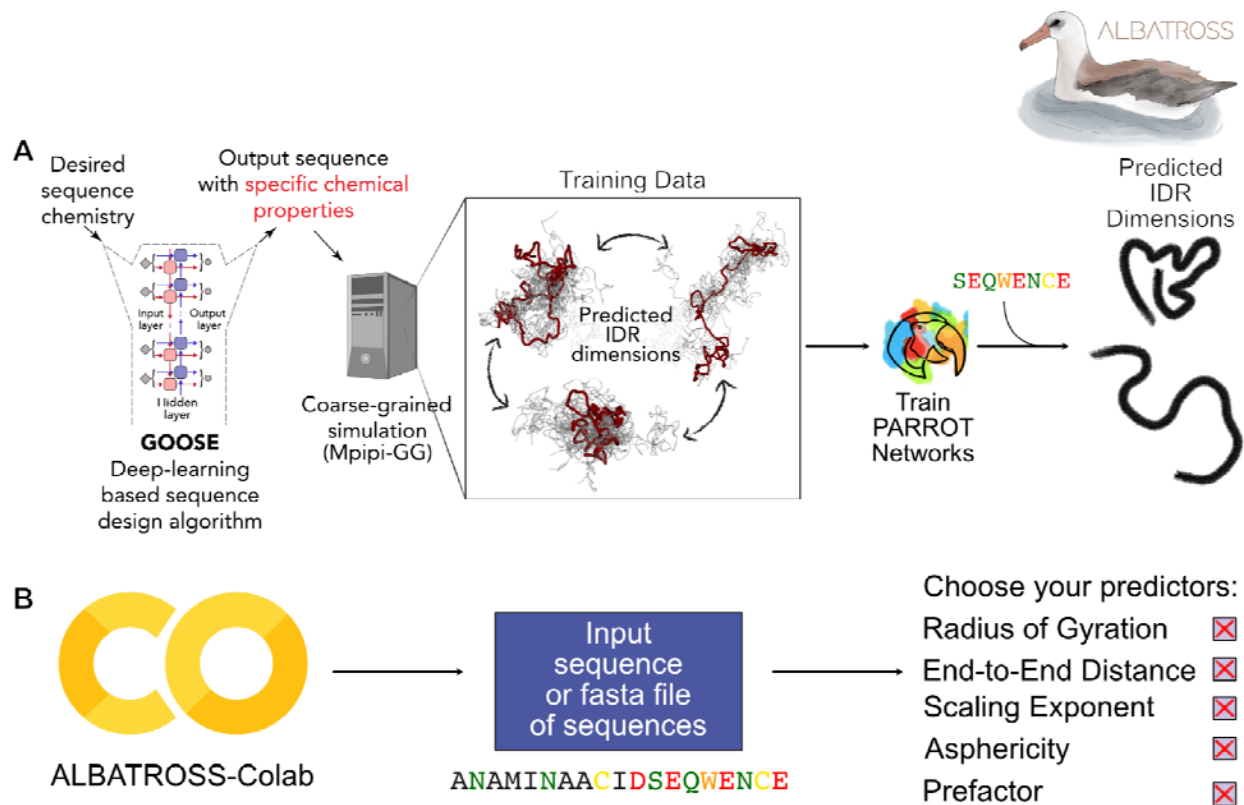 ALBATROSS
A
Desired
sequence
chemistry
Output sequence
with specific chemical
properties
Training Data
Predicted
IDR
Dimensions
Input
layer
Output
layer
Hidden
layer
GOOSE
Deep-learning
based sequence
design algorithm
Coarse-grained
simulation
(Mpipi-GG)
Predicted
IDR
dimensions
SEQWENCE
Train
PARROT
Networks
B
ALBATROSS-Colab
Input
sequence
or fasta file
of sequences
ANAMINAACIDSEQWENCE
Choose your predictors:
Radius of Gyration
End-to-End Distance
Scaling Exponent
Asphericity
Prefactor